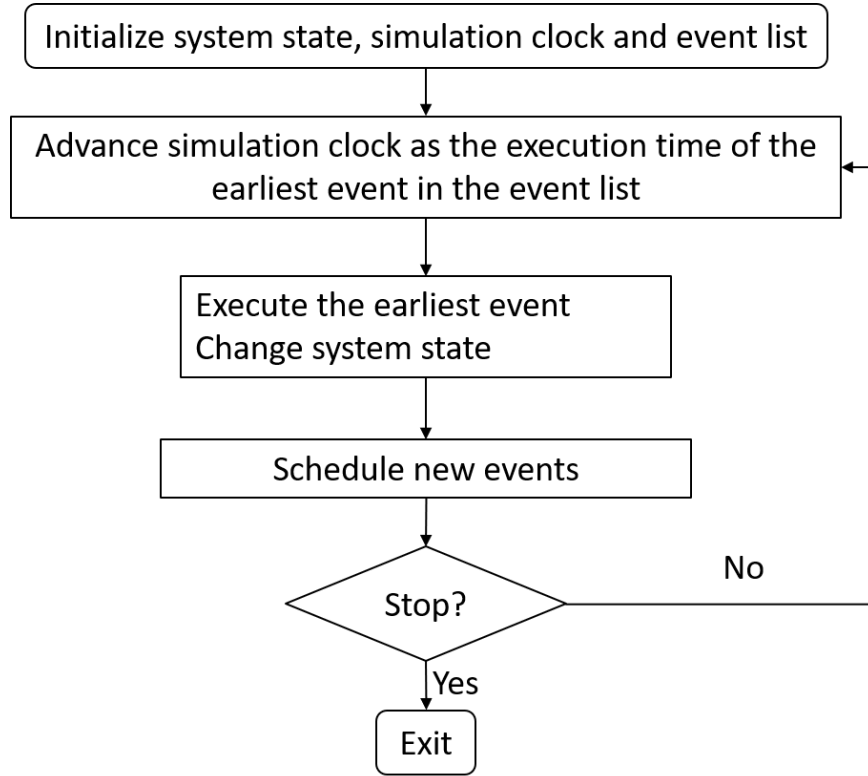 Initialize system state, simulation clock and event list
Advance simulation clock as the execution time of the
earliest event in the event list
Execute the earliest event
Change system state
Schedule new events
Stop?
No
Yes
Exit